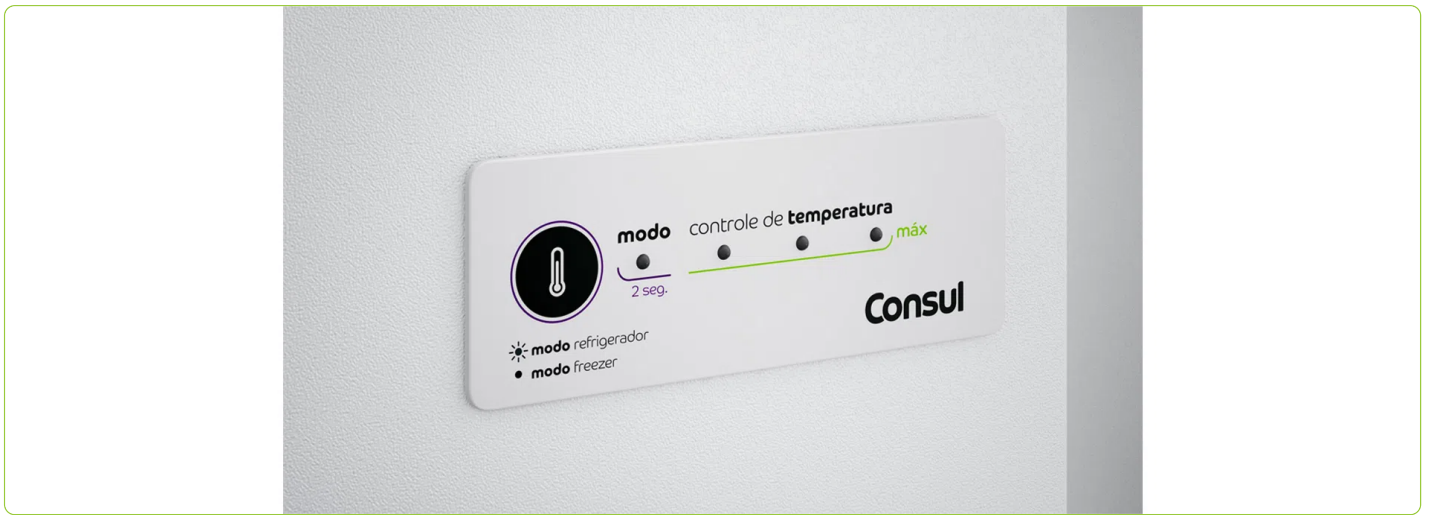 modo
controle de temperatura
máx
2 seg.
Consul
modo refrigerador
modo freezer